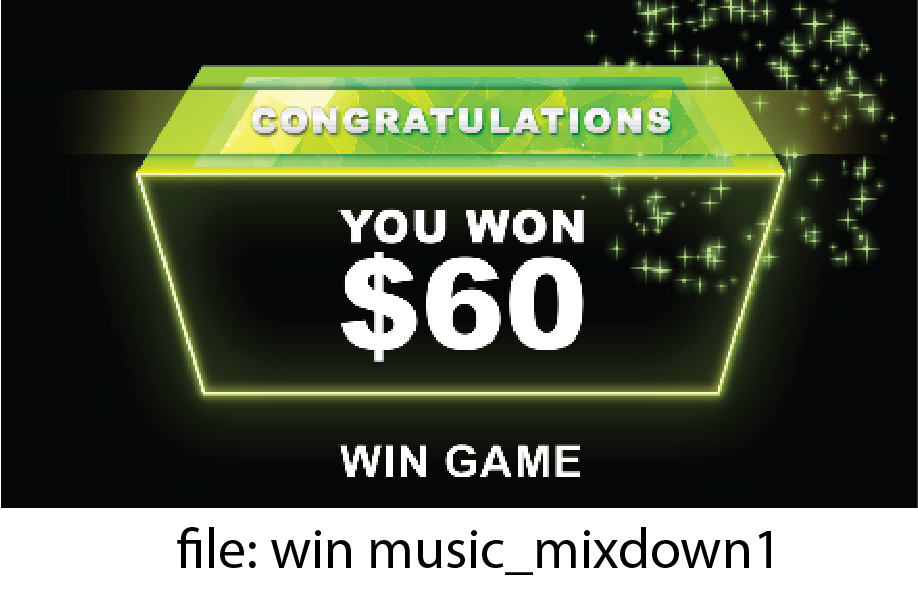 CONGRATULATIONS
YOU WON
$60
WIN GAME
file: win music_mixdown1